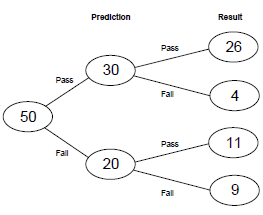 Prediction Result
Pass 26
30
Pass Fail 4
50
Fail Pass 11
20
Fail 9